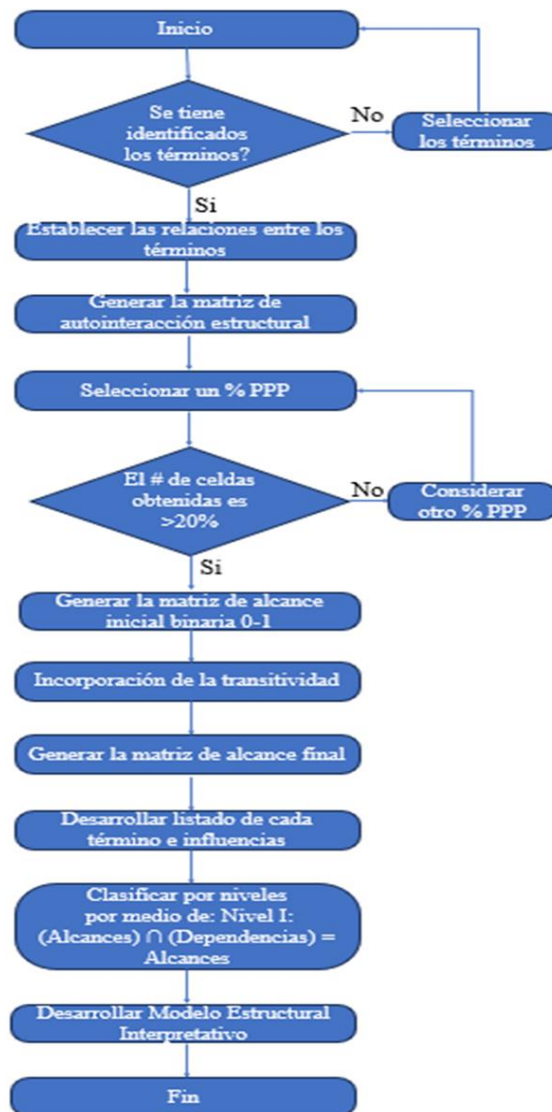 Inicio
Se tiene
identificados
los términos?
No
Seleccionar
los términos
Si
Establecer las relaciones entre los
términos
Generar la matriz de
autointeracción estructural
Seleccionar un % PPP
El # de celdas
obtenidas es
>20%
No
Considerar
otro % PPP
Si
Generar la matriz de alcance
inicial binaria 0-1
Incorporación de la transitividad
Generar la matriz de alcance final
Desarrollar listado de cada
término e influencias
Clasificar por niveles
por medio de: Nivel I:
(Alcances) ∩ (Dependencias) =
Alcances
Desarrollar Modelo Estructural
Interpretativo
Fin